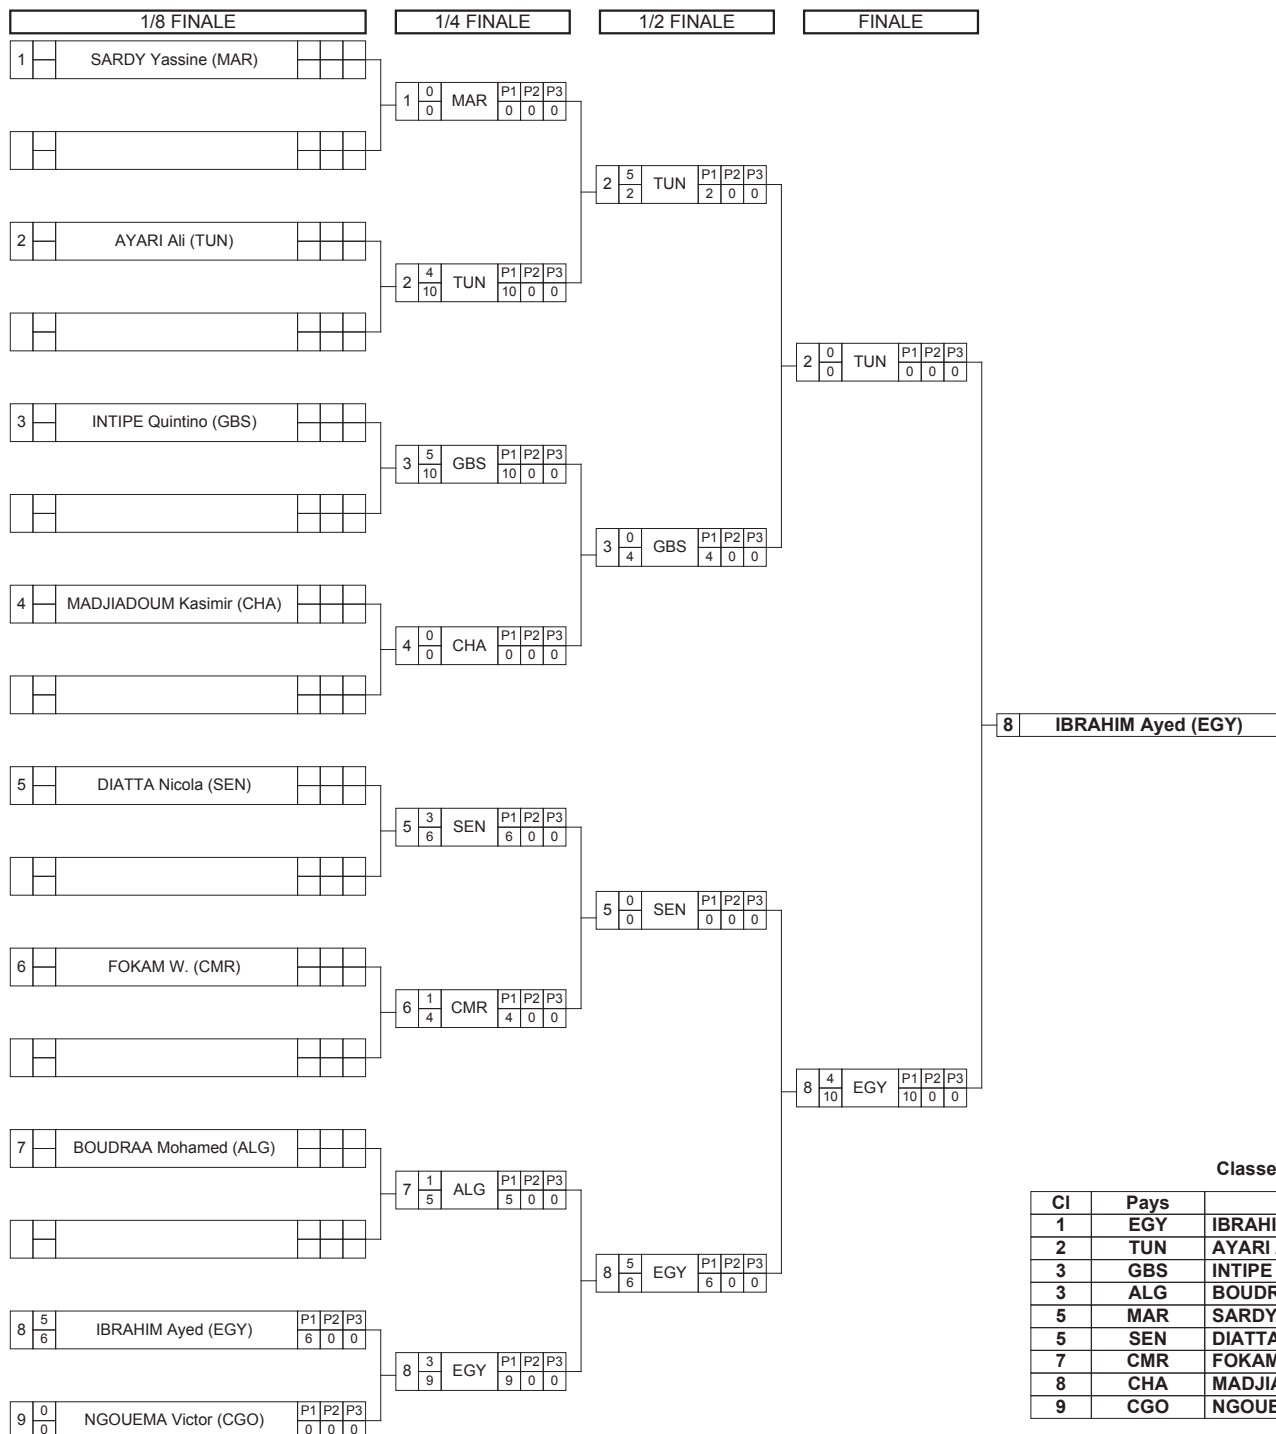 1/8 FINALE 1/4 FINALE 1/2 FINALE FINALE
1 SARDY Yassine (MAR)
1 0 MAR P1 P2 P3
0 0 0 0
2 5 TUN P1 P2 P3
2 2 0 0
2 AYARI Ali (TUN)
2 4 TUN P1 P2 P3
10 10 0 0
2 0 TUN P1 P2 P3
0 0 0 0
3 INTIPE Quintino (GBS)
3 5 GBS P1 P2 P3
10 10 0 0
3 0 GBS P1 P2 P3
4 4 0 0
4 MADJIADOUM Kasimir (CHA)
4 0 CHA P1 P2 P3
0 0 0 0
8 IBRAHIM Ayed (EGY)
5 DIATTA Nicola (SEN)
5 3 SEN P1 P2 P3
6 6 0 0
5 0 SEN P1 P2 P3
0 0 0 0
6 FOKAM W. (CMR)
6 1 CMR P1 P2 P3
4 4 0 0
8 4 EGY P1 P2 P3
10 10 0 0
7 BOUDRAA Mohamed (ALG)
7 1 ALG P1 P2 P3
5 5 0 0
8 5 EGY P1 P2 P3
6 6 0 0
8 5 IBRAHIM Ayed (EGY) P1 P2 P3
6 6 0 0
8 3 EGY P1 P2 P3
9 9 0 0
9 0 NGOUEMA Victor (CGO) P1 P2 P3
0 0 0 0
Classe
Cl Pays
1 EGY IBRAHI
2 TUN AYARI
3 GBS INTIPE
3 ALG BOUDR
5 MAR SARDY
5 SEN DIATTA
7 CMR FOKAM
8 CHA MADJIA
9 CGO NGOUE